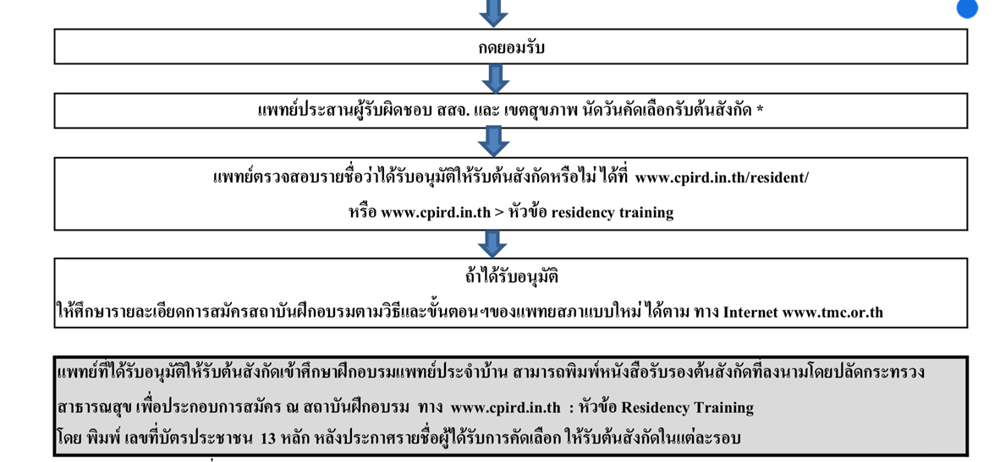 กดยอมรับ
แพทย์ประสานผู้รับผิดชอบ สสจ. และ เขตสุขภาพ นัดวันคัดเลือกรับต้นสังกัด *
แพทย์ตรวจสอบรายชื่อว่าได้รับอนุมัติให้รับต้นสังกัดหรือไม่ ได้ที่ www.cpird.in.th/resident/
หรือ www.cpird.in.th > หัวข้อ residency training
ถ้าได้รับอนุมัติ
ให้ศึกษารายละเอียดการสมัครสถาบันฝึกอบรมตามวิธีและขั้นตอนฯของแพทยสภาแบบใหม่ ได้ตาม ทาง Internet www.tmc.or.th
แพทย์ที่ได้รับอนุมัติให้รับต้นสังกัดเข้าศึกษาฝึกอบรมแพทย์ประจำบ้าน สามารถพิมพ์หนังสือรับรองต้นสังกัดที่ลงนามโดยปลัดกระทรวง
สาธารณสุข เพื่อประกอบการสมัคร ณ สถาบันฝึกอบรม ทาง www.cpird.in.th : หัวข้อ Residency Training
โดย พิมพ์ เลขที่บัตรประชาชน 13 หลัก หลังประกาศรายชื่อผู้ได้รับการคัดเลือก ให้รับต้นสังกัดในแต่ละรอบ